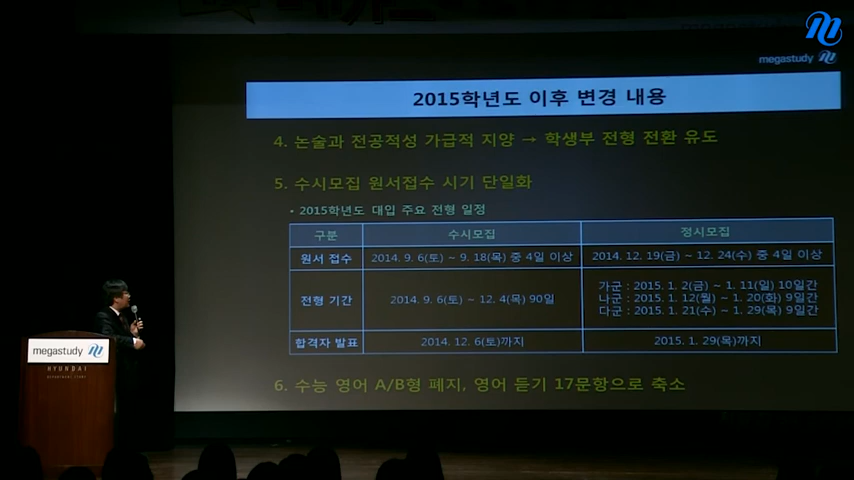 megastudy
2015학년도 이후 변경 내용
4. 논술과 전공적성 가급적 지양 → 학생부 전형 전환 유도
5. 수시모집 원서접수 시기 단일화
• 2015학년도 대입 주요 전형 일정
구분 수시모집 정시모집
원서 접수 2014. 9. 6(토) ~ 9. 18(목) 중 4일 이상 2014. 12. 19(금) ~ 12. 24(수) 중 4일 이상
전형 기간 2014. 9. 6(토) ~ 12. 4(목) 90일 가군 : 2015. 1. 2(금) ~ 1. 11(일) 10일간
나군 : 2015. 1. 12(월) ~ 1. 20(화) 9일간
다군 : 2015. 1. 21(수) ~ 1. 29(목) 9일간
합격자 발표 2014. 12. 6(토)까지 2015. 1. 29(목)까지
6. 수능 영어 A/B형 폐지, 영어 듣기 17문항으로 축소
megastudy
HYUNDAI